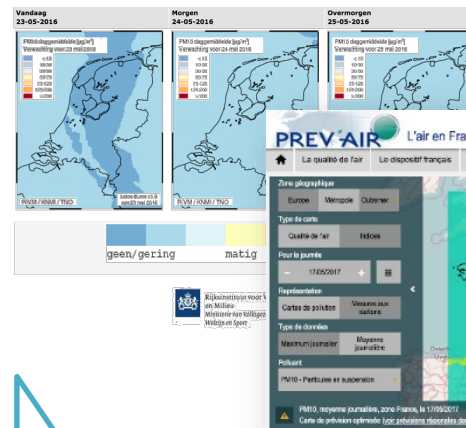 Vandaag
23-05-2016
Morgen
24-05-2016
Overmorgen
25-05-2016
PM10 daggemiddelde [µg/m³]
Verwachting voor 23 mei 2016
PM10 daggemiddelde [µg/m³]
Verwachting voor 24 mei 2016
PM10 daggemiddelde [µg/m³]
Verwachting voor 25 mei 2016
RIVM / KNMI / TNO
RIVM / KNMI / TNO
geen/gering
matig
Rijksinstituut voor
en Milieu
Ministerie van Volksgez
Welzijn en Sport
PREV'AIR
L'air en Fra
La qualité de l'air
Le dispositif français
Zone géographique
Europe
Métropole
Outremer
Type de carte
Qualité de l'air
Indices
Pour la journée
- 17/05/2017 +
Représentation
Cartes de pollution
Mesures aux
stations
Type de données
Maximum journalier
Moyenne
journalière
Polluant
PM10 - Particules en suspension
PM10, moyenne journalière, zone France, le 17/05/2017
Carte de prévision optimisée (voir prévisions régionales de